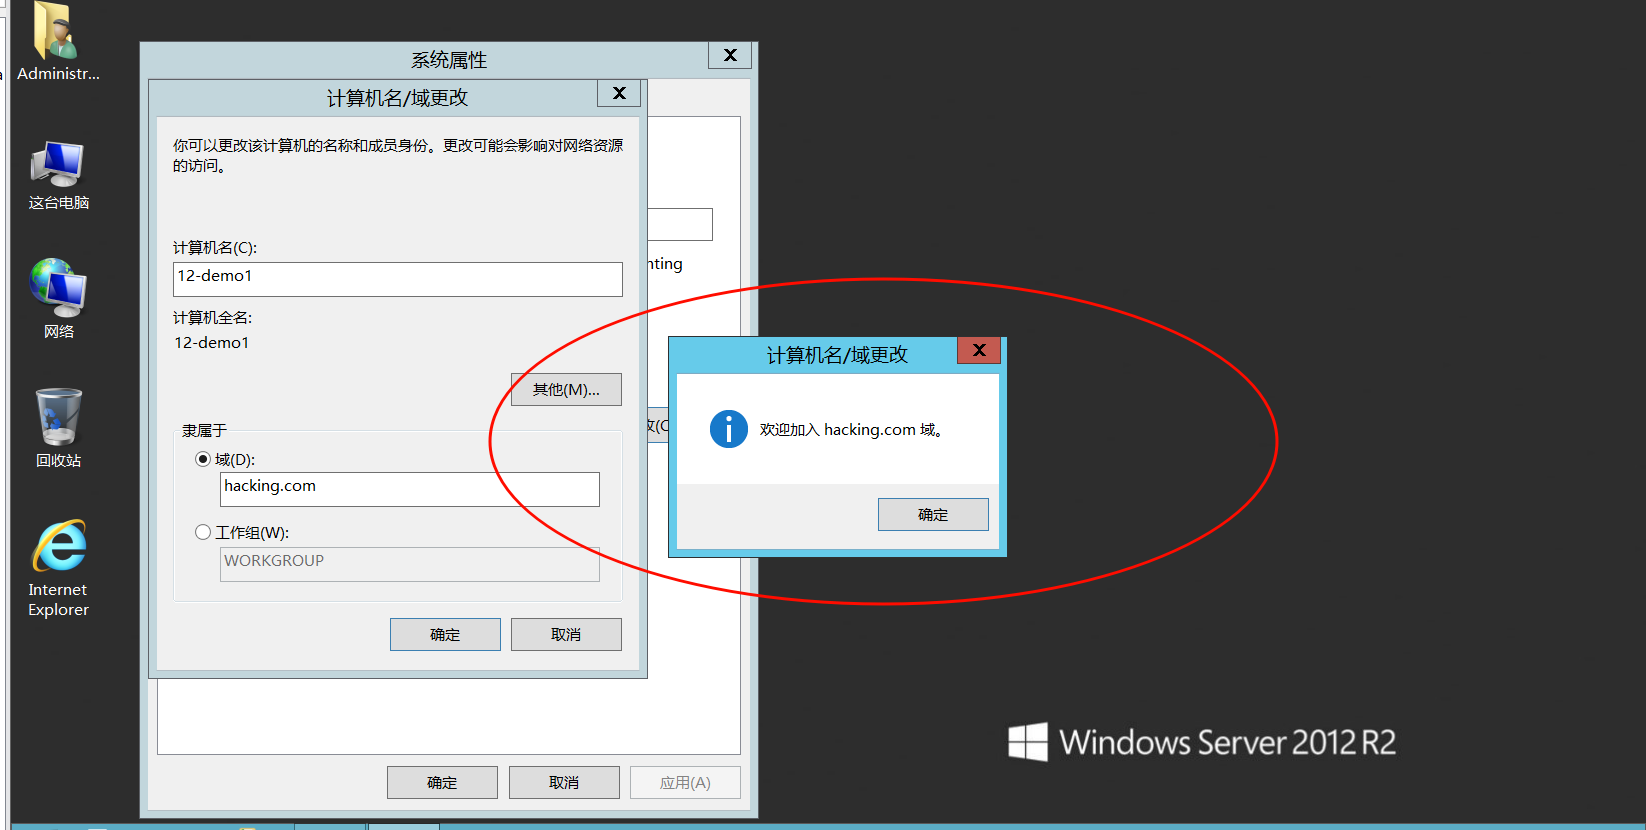 Administr...
这台电脑
网络
回收站
Internet
Explorer
系统属性
计算机名/域更改
你可以更改该计算机的名称和成员身份。更改可能会影响对网络资源
的访问。
计算机名(C):
12-demo1
计算机全名:
12-demo1
其他(M)...
隶属于
域(D):
hacking.com
工作组(W):
WORKGROUP
确定
取消
nting
改(C
计算机名/域更改
欢迎加入 hacking.com 域。
确定
确定
取消
应用(A)
Windows Server 2012 R2